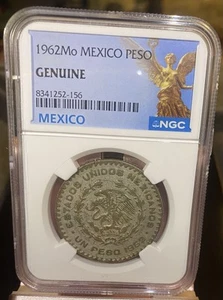 1962Mo MEXICO PESO
GENUINE
8341252-156
MEXICO
NGC
ESTADOS UNIDOS MEXICANOS
UN PESO